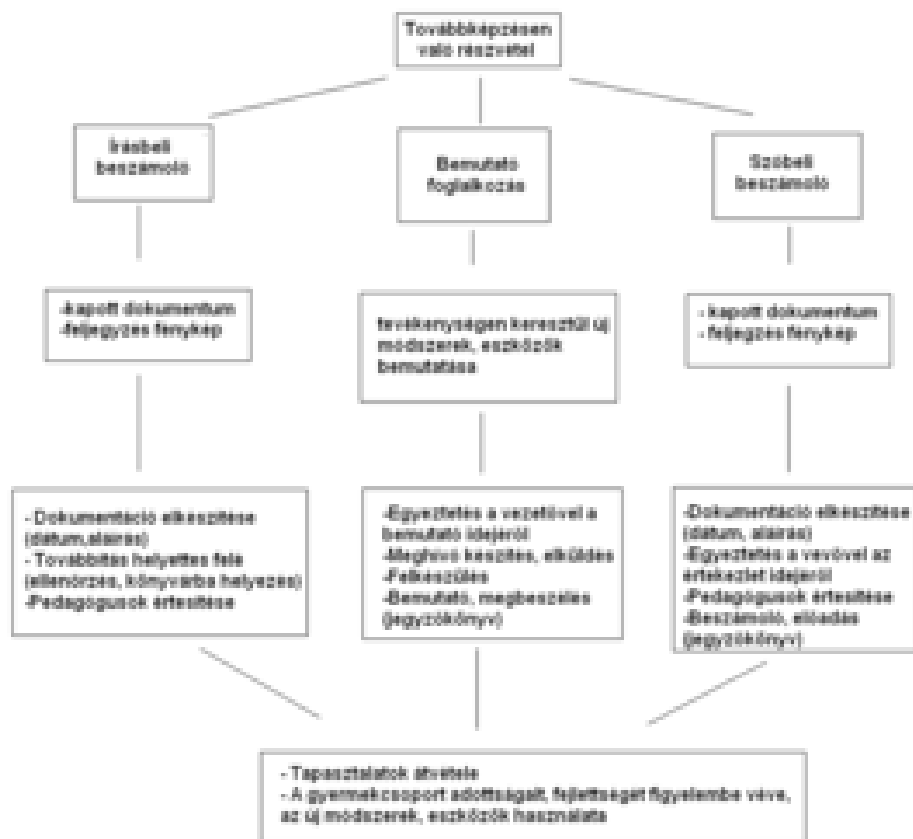 Továbbképzésen
való részvétel
Írásbeli
beszámoló
Bemutató
foglalkozás
Szóbeli
beszámoló
-kapott dokumentum
-feljegyzés fénykép
tevékenységen keresztül új
módszerek, eszközök
bemutatása
- kapott dokumentum
- feljegzés fénykép
- Dokumentáció elkészítése
(dátum,aláírás)
- Továbbítás helyettes felé
(ellenőrzés, könyvárba helyezés)
-Pedagógusok értesítése
-Egyeztetés a vezetővel a
bemutató idejéről
-Meghívó készítés, elküldés
-Felkészülés
-Bemutató, megbeszélés
(jegyzőkönyv)
-Dokumentáció elkészítése
(dátum, aláírás)
-Egyeztetés a vevővel az
értekezlet idejéről
-Pedagógusok értesítése
-Beszámoló, előadás
(jegyzőkönyv)
- Tapasztalatok átvétele
- A gyermekcsoport adottságait, fejlettségét figyelembe véve,
az új módszerek, eszközök használata